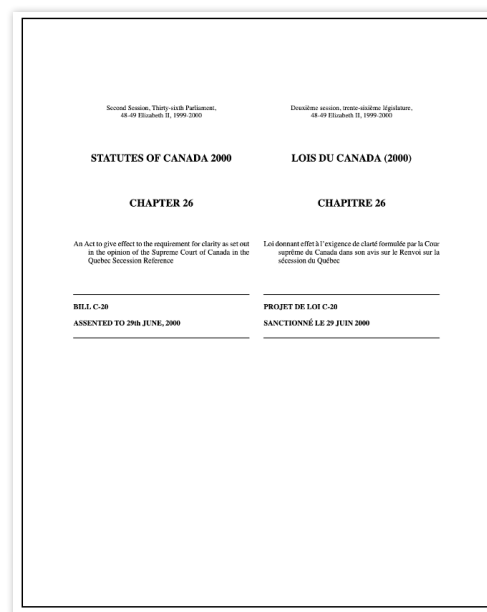 Second Session, Thirty-sixth Parliament,
48-49 Elizabeth II, 1999-2000
STATUTES OF CANADA 2000
CHAPTER 26
An Act to give effect to the requirement for clarity as set out
in the opinion of the Supreme Court of Canada in the
Quebec Secession Reference
BILL C-20
ASSENTED TO 29th JUNE, 2000
Deuxième session, trente-sixième législature,
48-49 Elizabeth II, 1999-2000
LOIS DU CANADA (2000)
CHAPITRE 26
Loi donnant effet à l'exigence de clarté formulée par la Cour
suprême du Canada dans son avis sur le Renvoi sur la
sécession du Québec
PROJET DE LOI C-20
SANCTIONNÉ LE 29 JUIN 2000